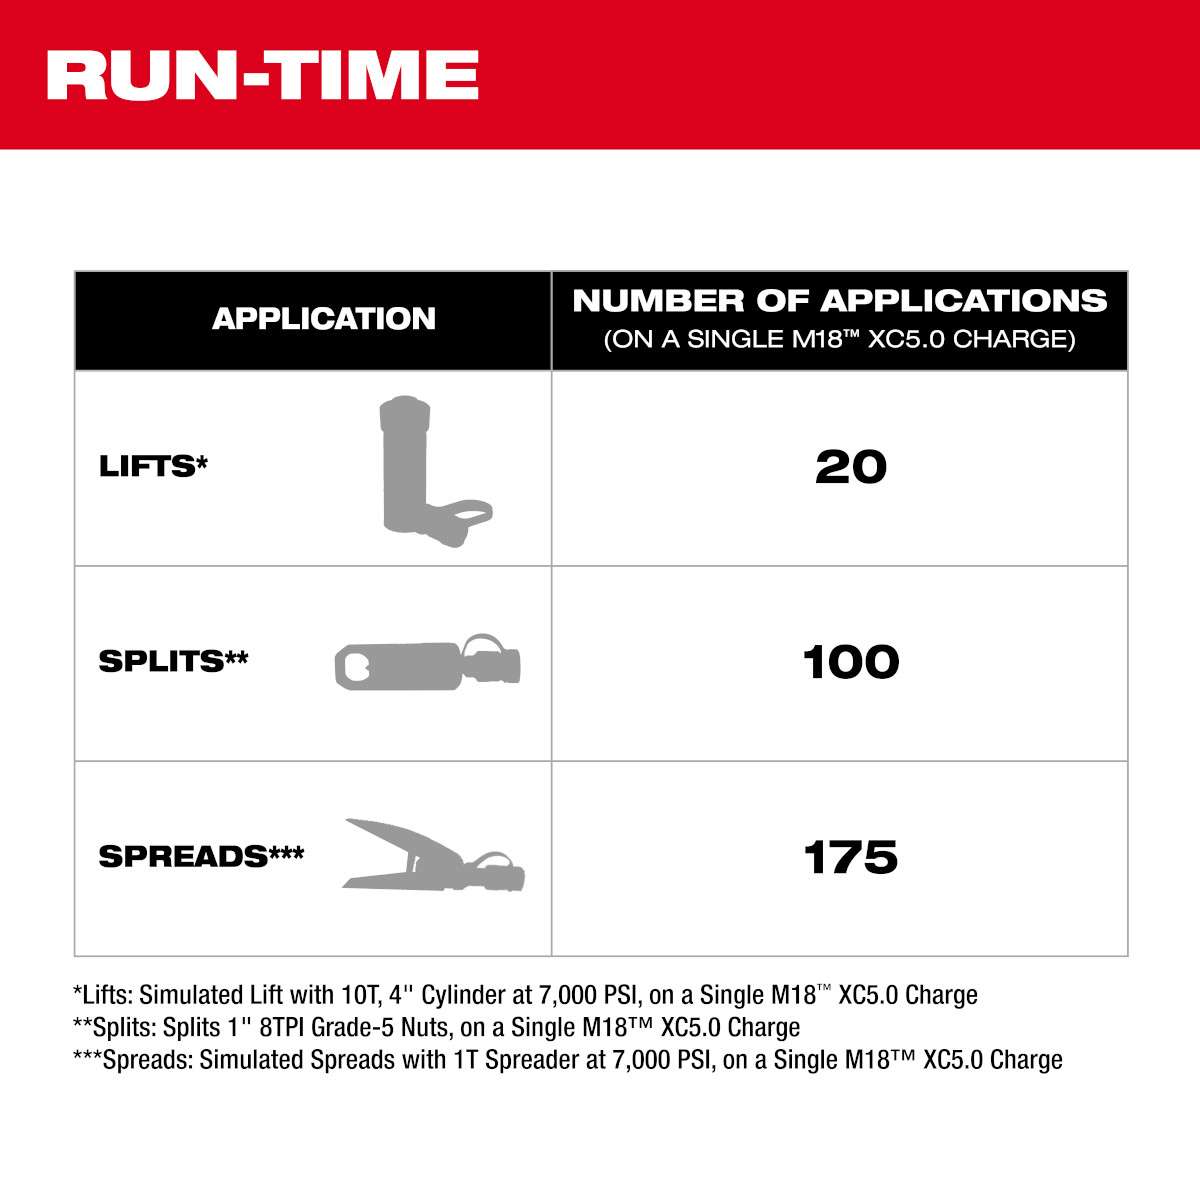 RUN-TIME
APPLICATION
NUMBER OF APPLICATIONS
(ON A SINGLE M18™ XC5.0 CHARGE)
LIFTS*
20
SPLITS**
100
SPREADS***
175
*Lifts: Simulated Lift with 10T, 4" Cylinder at 7,000 PSI, on a Single M18™ XC5.0 Charge
**Splits: Splits 1" 8TPI Grade-5 Nuts, on a Single M18™ XC5.0 Charge
***Spreads: Simulated Spreads with 1T Spreader at 7,000 PSI, on a Single M18™ XC5.0 Charge